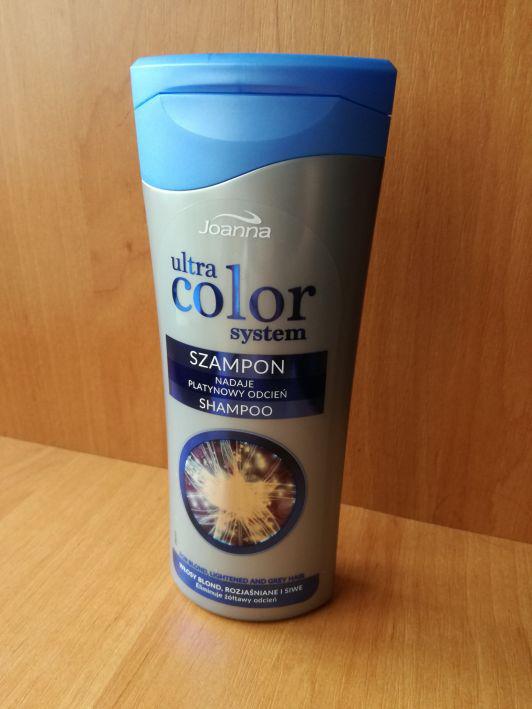 Joanna
ultra
color
system
SZAMPON
NADAJE
PLATYNOWY ODCIEŃ
SHAMPOO
FOR BLOND, LIGHTENED AND GREY HAIR
WŁOSY BLOND, ROZJAŚNIANE I SIWE
Eliminuje żółtawy odcień